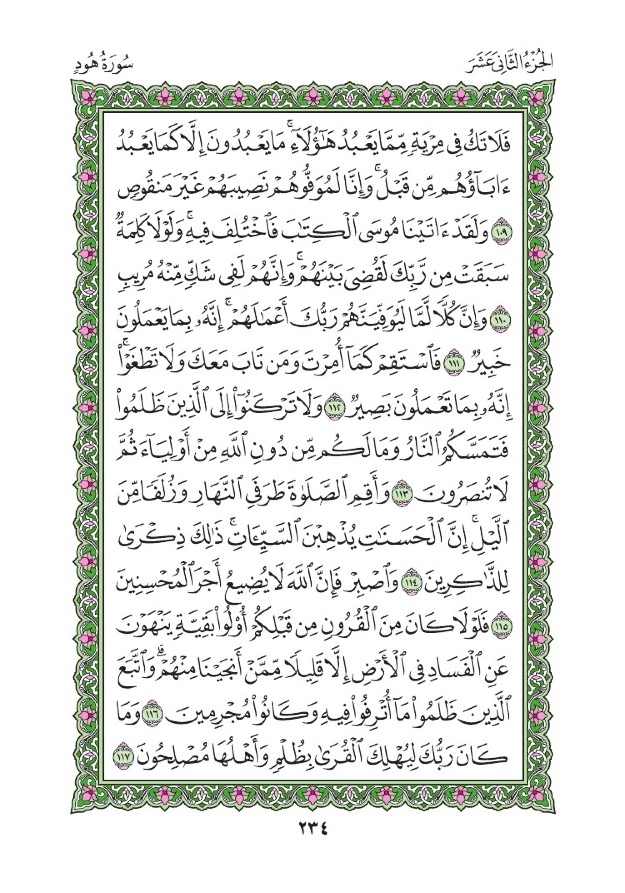 الجُزْءُ الثَّانِي عَشَرَ
سُورَةُ هُودٍ
فَلَا تَكُ فِي مِرْيَةٍ مِّمَّا يَعْبُدُ هَٰٓؤُلَآءِۚ مَا يَعْبُدُونَ إِلَّا كَمَا يَعْبُدُ
ءَابَآؤُهُم مِّن قَبْلُۚ وَإِنَّا لَمُوَفُّوهُمْ نَصِيبَهُمْ غَيْرَ مَنقُوصٍ
١٠٩ وَلَقَدْ ءَاتَيْنَا مُوسَى ٱلْكِتَٰبَ فَٱخْتُلِفَ فِيهِۚ وَلَوْلَا كَلِمَةٌ
سَبَقَتْ مِن رَّبِّكَ لَقُضِيَ بَيْنَهُمْۚ وَإِنَّهُمْ لَفِي شَكٍّ مِّنْهُ مُرِيبٍ
١١٠ وَإِنَّ كُلًّا لَّمَّا لَيُوَفِّيَنَّهُمْ رَبُّكَ أَعْمَٰلَهُمْۚ إِنَّهُۥ بِمَا يَعْمَلُونَ
خَبِيرٌ ١١١ فَٱسْتَقِمْ كَمَآ أُمِرْتَ وَمَن تَابَ مَعَكَ وَلَا تَطْغَوْا۟ۚ
إِنَّهُۥ بِمَا تَعْمَلُونَ بَصِيرٌ ١١٢ وَلَا تَرْكَنُوٓا۟ إِلَى ٱلَّذِينَ ظَلَمُوا۟
فَتَمَسَّكُمُ ٱلنَّارُ وَمَا لَكُم مِّن دُونِ ٱللَّهِ مِنْ أَوْلِيَآءَ ثُمَّ
لَا تُنصَرُونَ ١١٣ وَأَقِمِ ٱلصَّلَوٰةَ طَرَفَيِ ٱلنَّهَارِ وَزُلَفًا مِّنَ
ٱلَّيْلِۚ إِنَّ ٱلْحَسَنَٰتِ يُذْهِبْنَ ٱلسَّيِّـَٔاتِۚ ذَٰلِكَ ذِكْرَىٰ
لِلذَّٰكِرِينَ ١١٤ وَٱصْبِرْ فَإِنَّ ٱللَّهَ لَا يُضِيعُ أَجْرَ ٱلْمُحْسِنِينَ
١١٥ فَلَوْلَا كَانَ مِنَ ٱلْقُرُونِ مِن قَبْلِكُمْ أُو۟لُوا۟ بَقِيَّةٍ يَنْهَوْنَ
عَنِ ٱلْفَسَادِ فِي ٱلْأَرْضِ إِلَّا قَلِيلًا مِّمَّنْ أَنجَيْنَا مِنْهُمْۗ وَٱتَّبَعَ
ٱلَّذِينَ ظَلَمُوا۟ مَآ أُتْرِفُوا۟ فِيهِ وَكَانُوا۟ مُجْرِمِينَ ١١٦ وَمَا
كَانَ رَبُّكَ لِيُهْلِكَ ٱلْقُرَىٰ بِظُلْمٍ وَأَهْلُهَا مُصْلِحُونَ ١١٧
٢٣٤